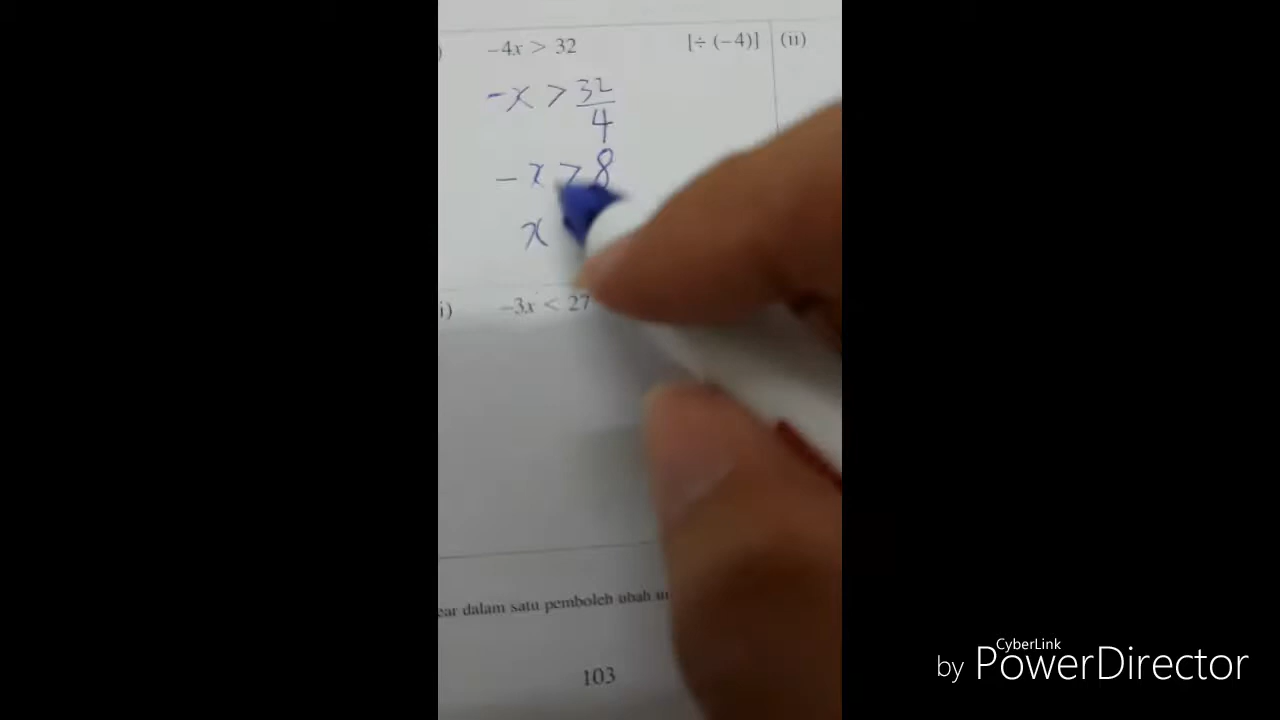 ) -4x > 32 [÷ (-4)] (ii)
-x > 32/4
-x > 8
x
i) -3x < 27
ear dalam satu pemboleh ubah
103
CyberLink
by PowerDirector